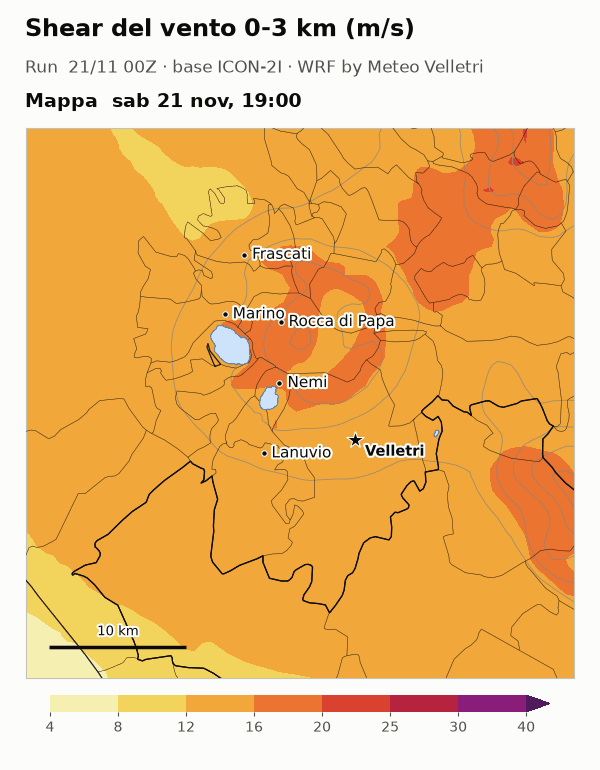 Shear del vento 0-3 km (m/s)
Run  21/11 00Z · base ICON-2I · WRF by Meteo Velletri
Mappa  sab 21 nov, 19:00
Frascati
Marino
Rocca di Papa
Nemi
Velletri
Lanuvio
10 km
4 8 12 16 20 25 30 40